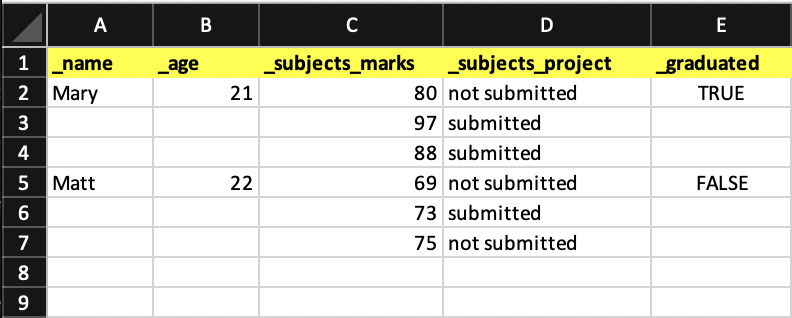 A B C D E
1 _name _age _subjects_marks _subjects_project _graduated
2 Mary 21 80 not submitted TRUE
3 97 submitted
4 88 submitted
5 Matt 22 69 not submitted FALSE
6 73 submitted
7 75 not submitted
8
9